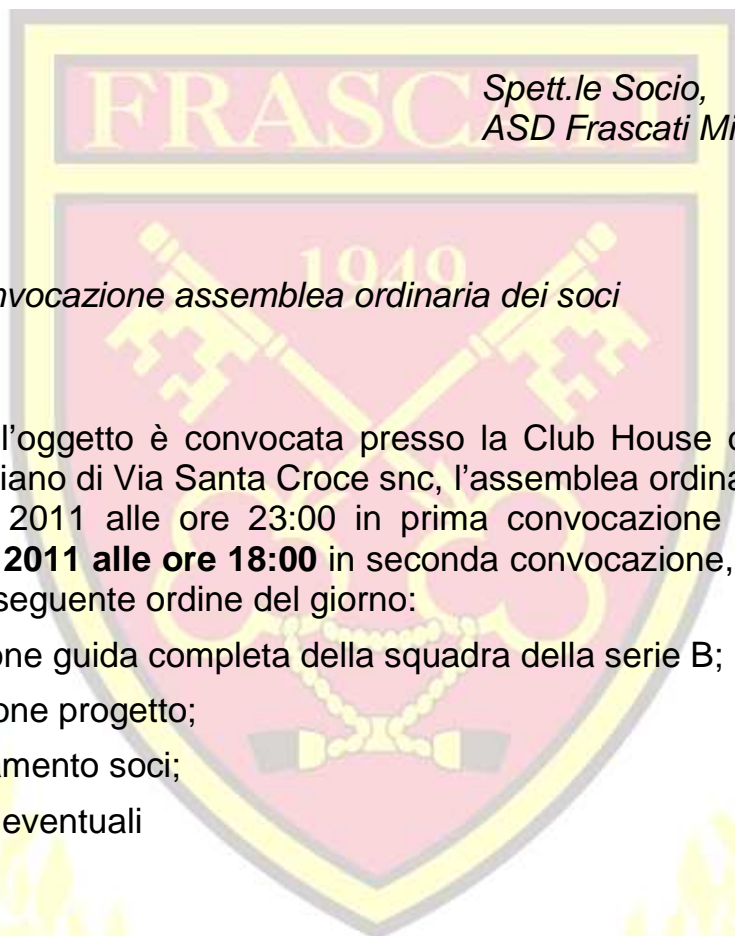 FRASCATI
Spett.le Socio,
ASD Frascati Mi
1949
nvocazione assemblea ordinaria dei soci
l’oggetto è convocata presso la Club House
iano di Via Santa Croce snc, l’assemblea ordina
2011 alle ore 23:00 in prima convocazione
2011 alle ore 18:00 in seconda convocazione,
seguente ordine del giorno:
one guida completa della squadra della serie B;
one progetto;
amento soci;
eventuali